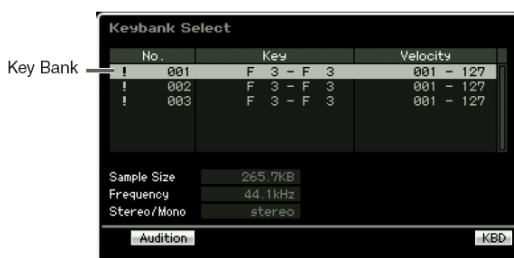 Keybank Select
No. Key Velocity
Key Bank
! 001 F 3 - F 3 001 - 127
! 002 F 3 - F 3 001 - 127
! 003 F 3 - F 3 001 - 127
Sample Size 265.7KB
Frequency 44.1kHz
Stereo/Mono stereo
Audition KBD